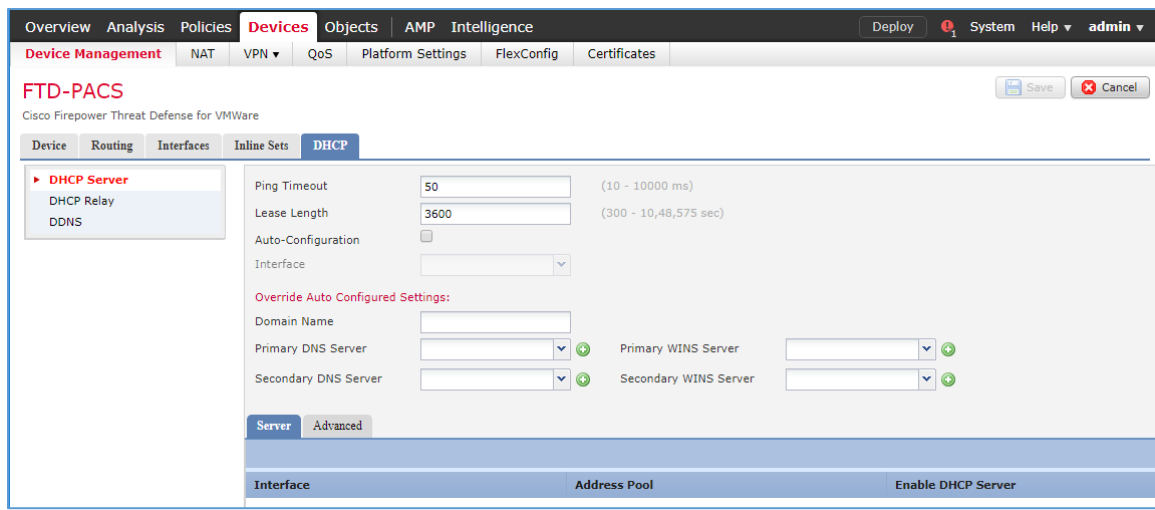 Overview Analysis Policies Devices Objects AMP Intelligence Deploy 1 System Help admin
Device Management NAT VPN QoS Platform Settings FlexConfig Certificates
FTD-PACS Save Cancel
Cisco Firepower Threat Defense for VMWare
Device Routing Interfaces Inline Sets DHCP
DHCP Server
DHCP Relay
DDNS
Ping Timeout 50 (10 - 10000 ms)
Lease Length 3600 (300 - 10,48,575 sec)
Auto-Configuration
Interface
Override Auto Configured Settings:
Domain Name
Primary DNS Server Primary WINS Server
Secondary DNS Server Secondary WINS Server
Server Advanced
Interface Address Pool Enable DHCP Server